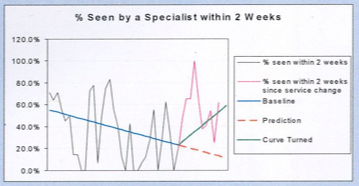 % Seen by a Specialist within 2 Weeks
120.0%
100.0%
80.0%
60.0%
40.0%
20.0%
0.0%
% seen within 2 weeks
% seen within 2 weeks
since service change
Baseline
Prediction
Curve Turned